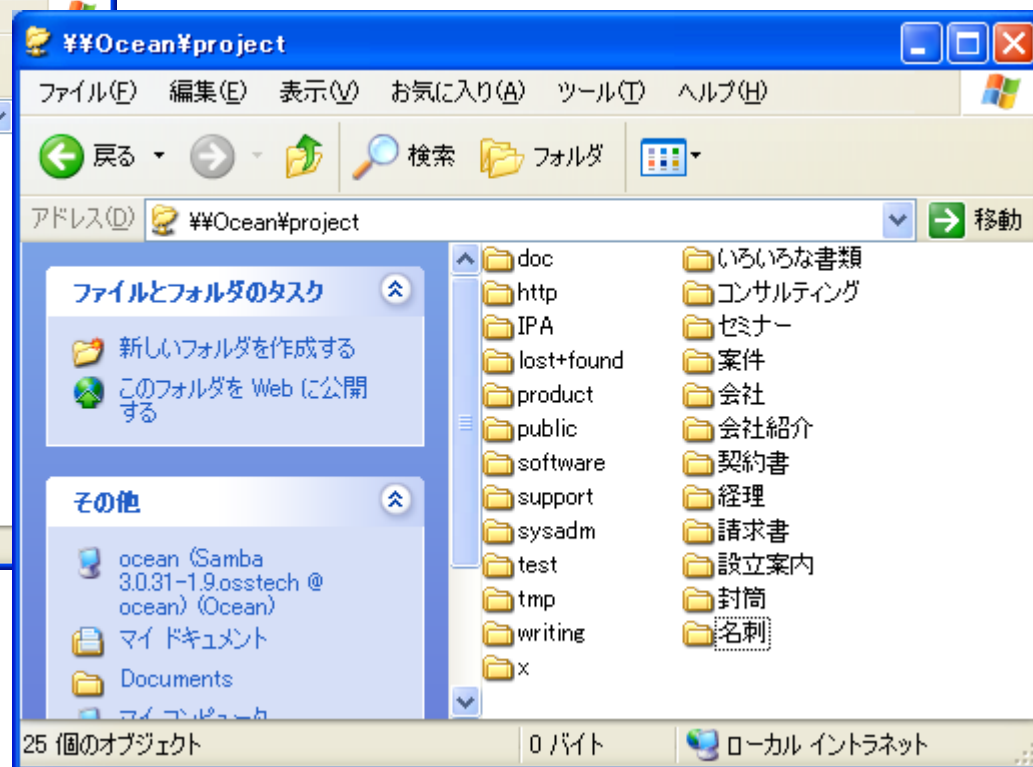 ¥¥Ocean¥project
ファイル(F) 編集(E) 表示(V) お気に入り(A) ツール(T) ヘルプ(H)
戻る 検索 フォルダ
アドレス(D) ¥¥Ocean¥project 移動
ファイルとフォルダのタスク
新しいフォルダを作成する
このフォルダを Web に公開
する
その他
ocean (Samba
3.0.31-1.9.osstech @
ocean) (Ocean)
マイ ドキュメント
Documents
マイ コンピュータ
doc
http
IPA
lost+found
product
public
software
support
sysadm
test
tmp
writing
x
いろいろな書類
コンサルティング
セミナー
案件
会社
会社紹介
契約書
経理
請求書
設立案内
封筒
名刺
25 個のオブジェクト 0 バイト ローカル イントラネット